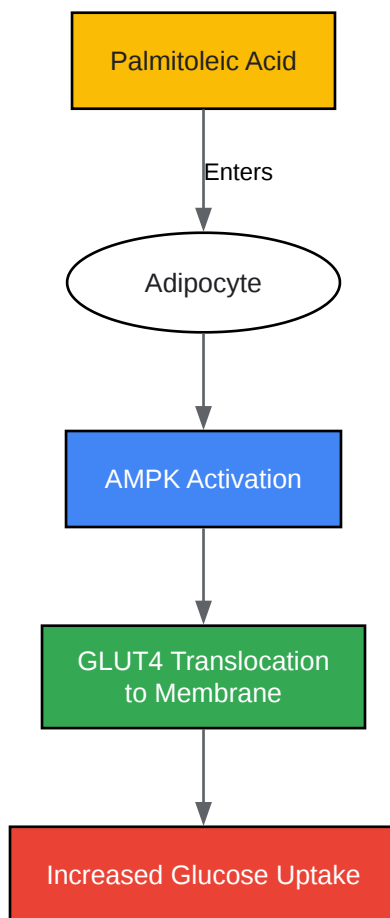 Palmitoleic Acid
Enters
Adipocyte
AMPK Activation
GLUT4 Translocation
to Membrane
Increased Glucose Uptake